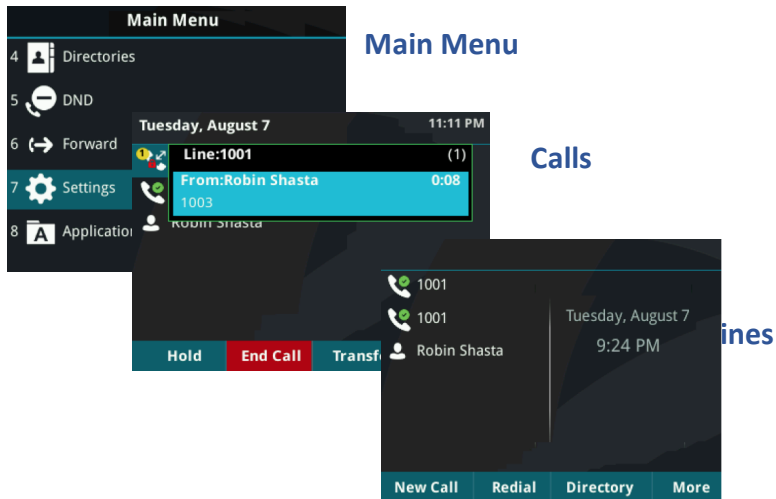 Main Menu
4 Directories
5 DND
6 Forward
7 Settings
8
Main Menu
Tuesday, August 7 11:11 PM
1
Line:1001 (1)
From:Robin Shasta 0:08
1003
Robin Shasta
Hold End Call
Calls
1001
1001
Robin Shasta
Tuesday, August 7
9:24 PM
New Call Redial Directory More
ines